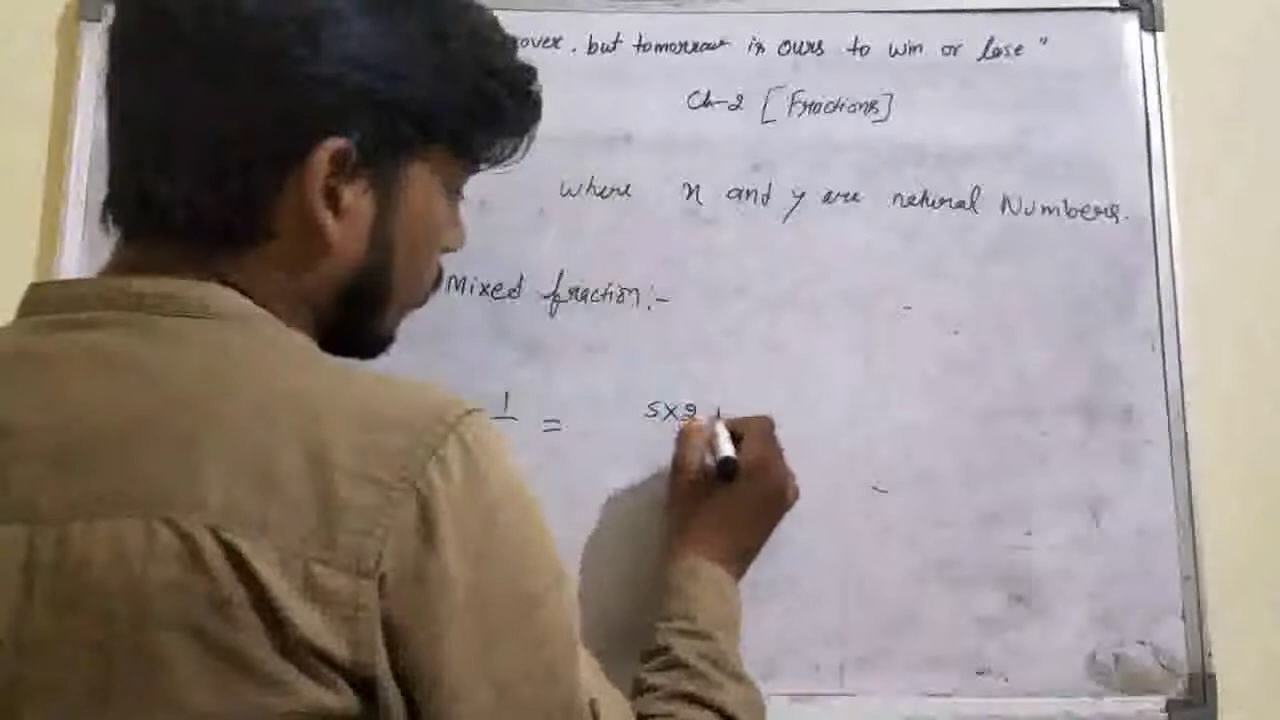 over. but tomorrow is ours to win or lose"
Ch-2 [Fractions]
where x and y are natural Numbers.
Mixed fraction:-
1 = 5x2 +